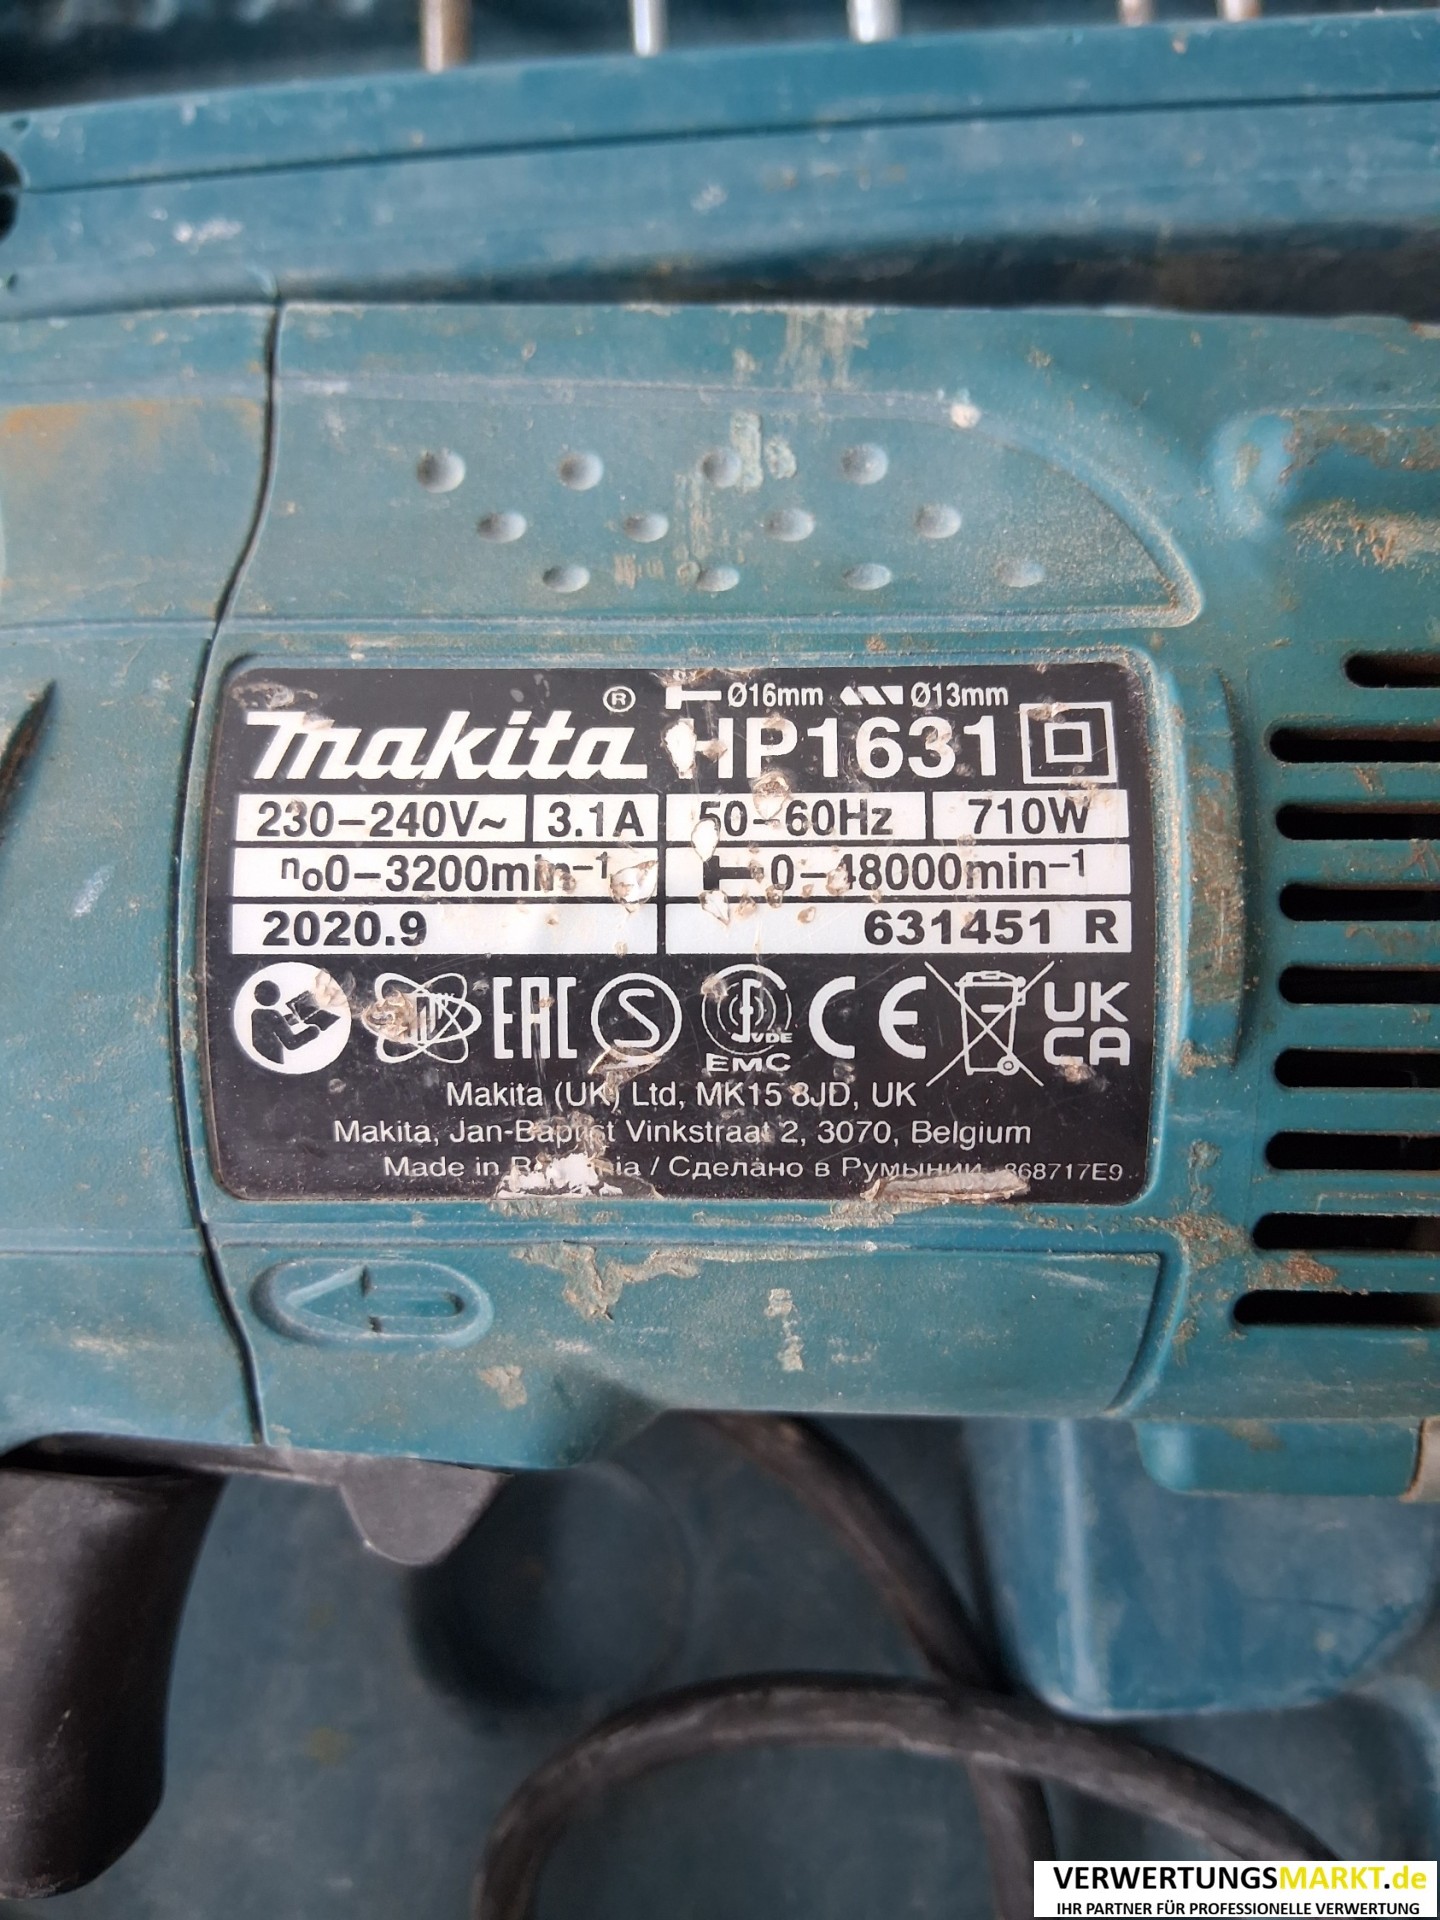 makita ®
Ø16mm Ø13mm
HP1631
230–240V~ 3.1A 50–60Hz 710W
n₀0–3200min⁻¹ 0–48000min⁻¹
2020.9 631451 R
EAC S VDE EMC CE UK CA
Makita (UK) Ltd, MK15 8JD, UK
Makita, Jan-Baptist Vinkstraat 2, 3070, Belgium
Made in / Сделано в Румынии 868717E9
VERWERTUNGSMARKT.de
IHR PARTNER FÜR PROFESSIONELLE VERWERTUNG